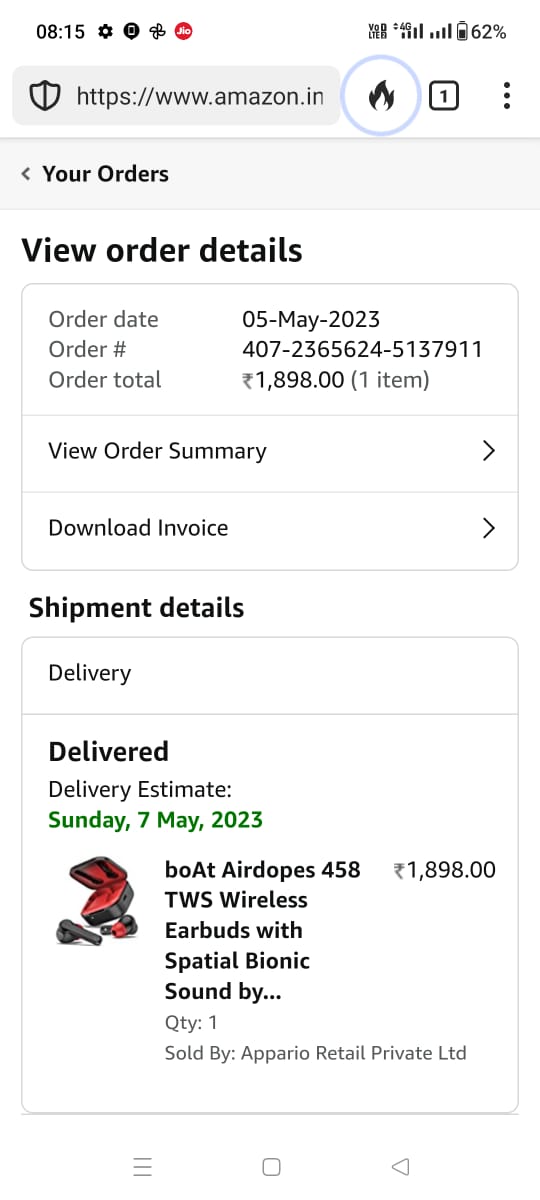 08:15 Jio VoD LTEB 4G 62%
https://www.amazon.in 1
Your Orders
View order details
Order date 05-May-2023
Order # 407-2365624-5137911
Order total ₹1,898.00 (1 item)
View Order Summary
Download Invoice
Shipment details
Delivery
Delivered
Delivery Estimate:
Sunday, 7 May, 2023
boAt Airdopes 458 ₹1,898.00
TWS Wireless
Earbuds with
Spatial Bionic
Sound by...
Qty: 1
Sold By: Appario Retail Private Ltd